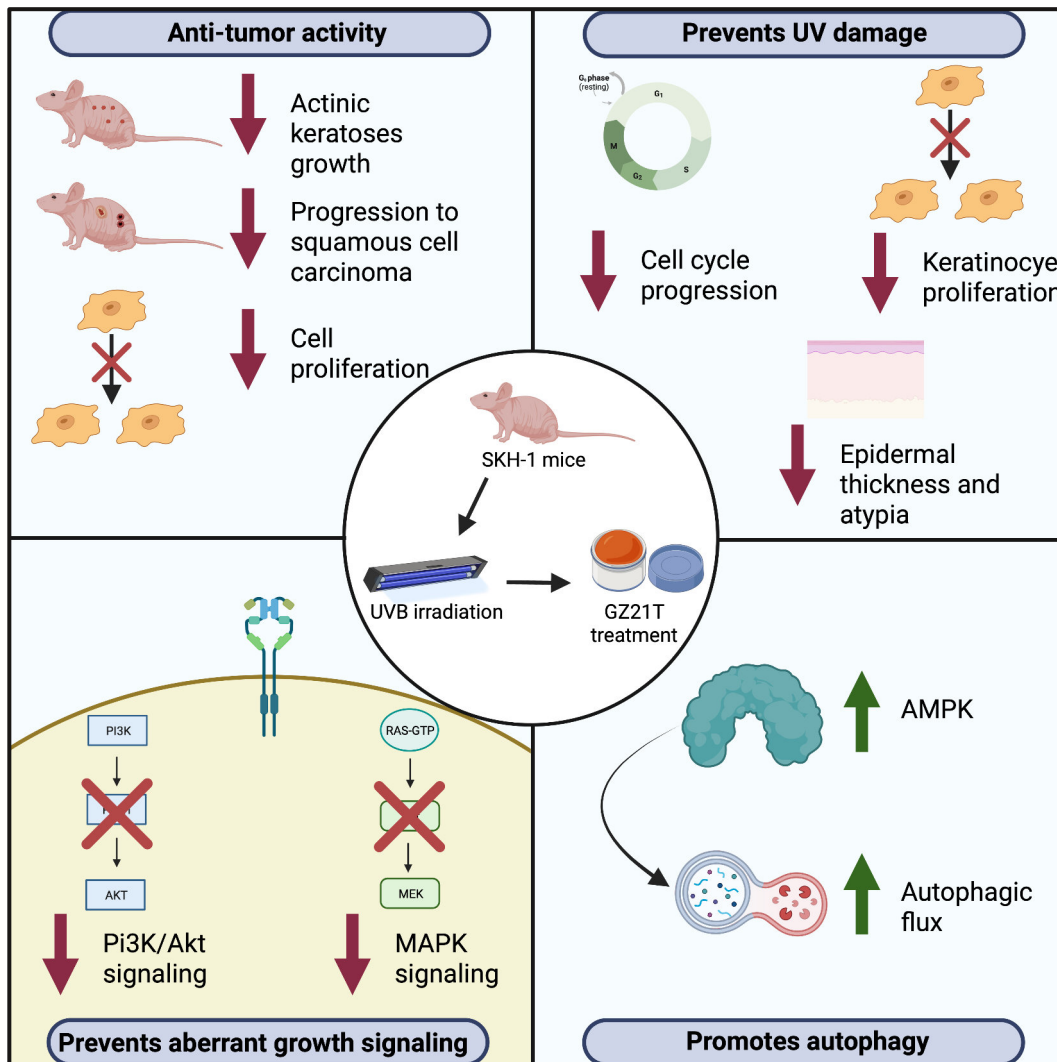 Anti-tumor activity
Actinic
keratoses
growth
Progression to
squamous cell
carcinoma
Cell
proliferation
Prevents UV damage
G₀ phase
(resting)
G₁
M
G₂
S
Cell cycle
progression
Keratinocye
proliferation
Epidermal
thickness and
atypia
SKH-1 mice
UVB irradiation
GZ21T
treatment
PI3K
AKT
RAS-GTP
MEK
Pi3K/Akt
signaling
MAPK
signaling
Prevents aberrant growth signaling
AMPK
Autophagic
flux
Promotes autophagy